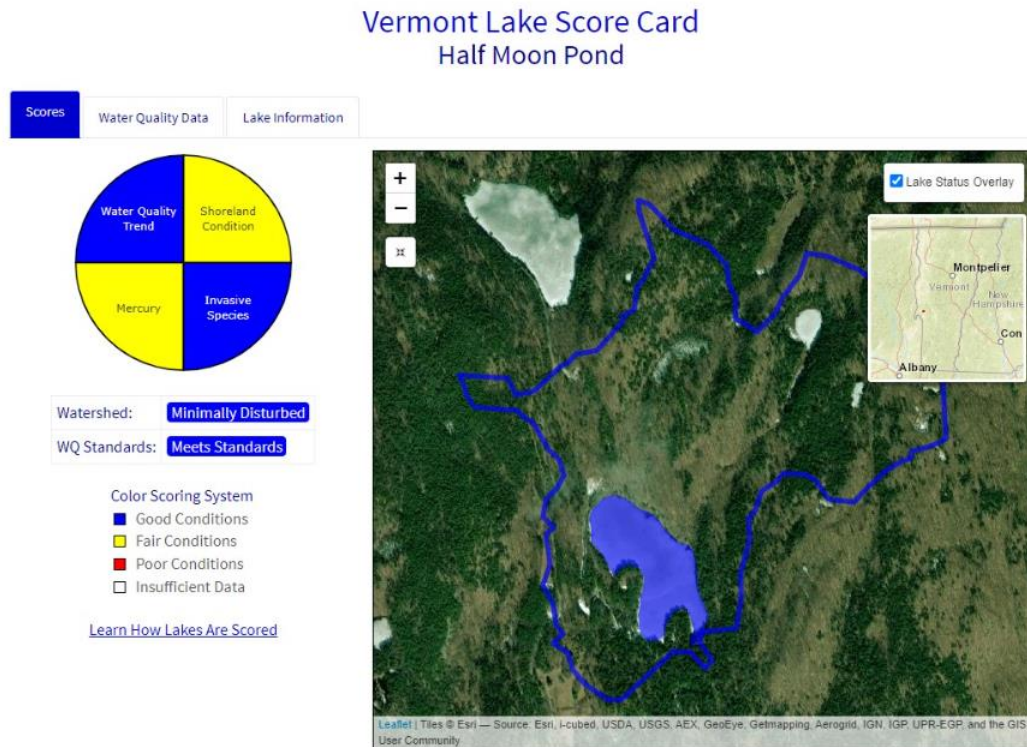 Vermont Lake Score Card
Half Moon Pond
Scores
Water Quality Data
Lake Information
Water Quality
Trend
Shoreland
Condition
Mercury
Invasive
Species
Watershed: Minimally Disturbed
WQ Standards: Meets Standards
Color Scoring System
Good Conditions
Fair Conditions
Poor Conditions
Insufficient Data
Learn How Lakes Are Scored
+
−
Lake Status Overlay
Montpelier
Vermont
New
Hampshire
Con
Albany
Leaflet | Tiles © Esri — Source: Esri, i-cubed, USDA, USGS, AEX, GeoEye, Getmapping, Aerogrid, IGN, IGP, UPR-EGP, and the GIS
User Community